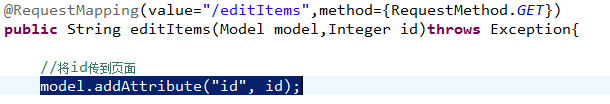 @RequestMapping(value="/editItems",method={RequestMethod.GET})
public String editItems(Model model,Integer id)throws Exception{
//将id传到页面
model.addAttribute("id", id);